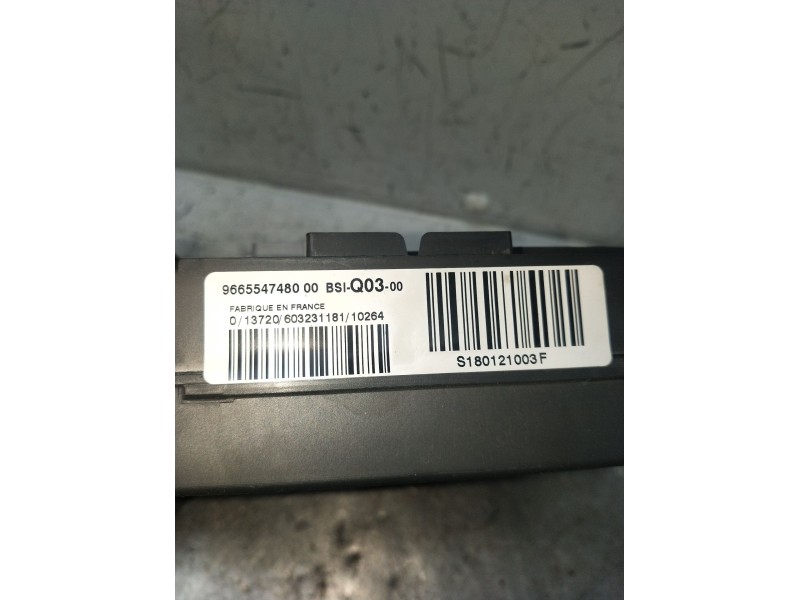 9665547480 00 BSI-Q03-00
FABRIQUE EN FRANCE
0/13720/603231181/10264
S180121003F